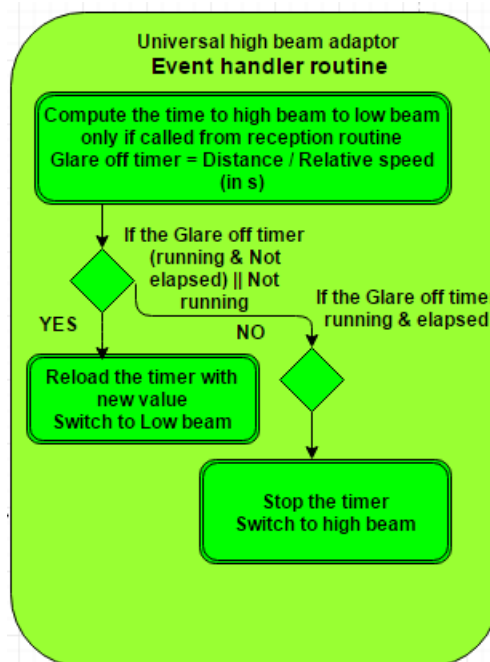 Universal high beam adaptor
Event handler routine
Compute the time to high beam to low beam
only if called from reception routine
Glare off timer = Distance / Relative speed
(in s)
If the Glare off timer
(running & Not
elapsed) || Not
running
YES
NO
If the Glare off time
running & elapsed
Reload the timer with
new value
Switch to Low beam
Stop the timer
Switch to high beam